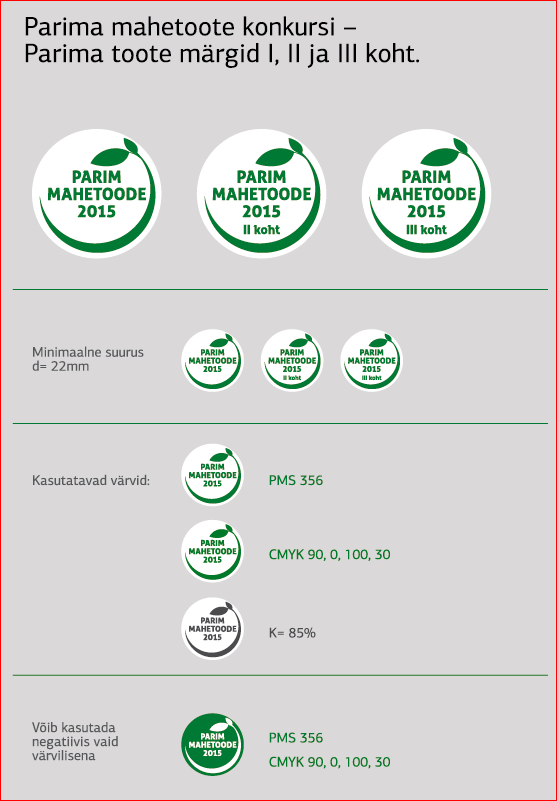 Parima mahetoote konkursi –
Parima toote märgid I, II ja III koht.
PARIM
MAHETOODE
2015
PARIM
MAHETOODE
2015
II koht
PARIM
MAHETOODE
2015
III koht
Minimaalne suurus
d= 22mm
PARIM
MAHETOODE
2015
PARIM
MAHETOODE
2015
II koht
PARIM
MAHETOODE
2015
III koht
Kasutatavad värvid:
PARIM
MAHETOODE
2015
PMS 356
PARIM
MAHETOODE
2015
CMYK 90, 0, 100, 30
PARIM
MAHETOODE
2015
K= 85%
Võib kasutada
negatiivis vaid
värvilisena
PARIM
MAHETOODE
2015
PMS 356
CMYK 90, 0, 100, 30